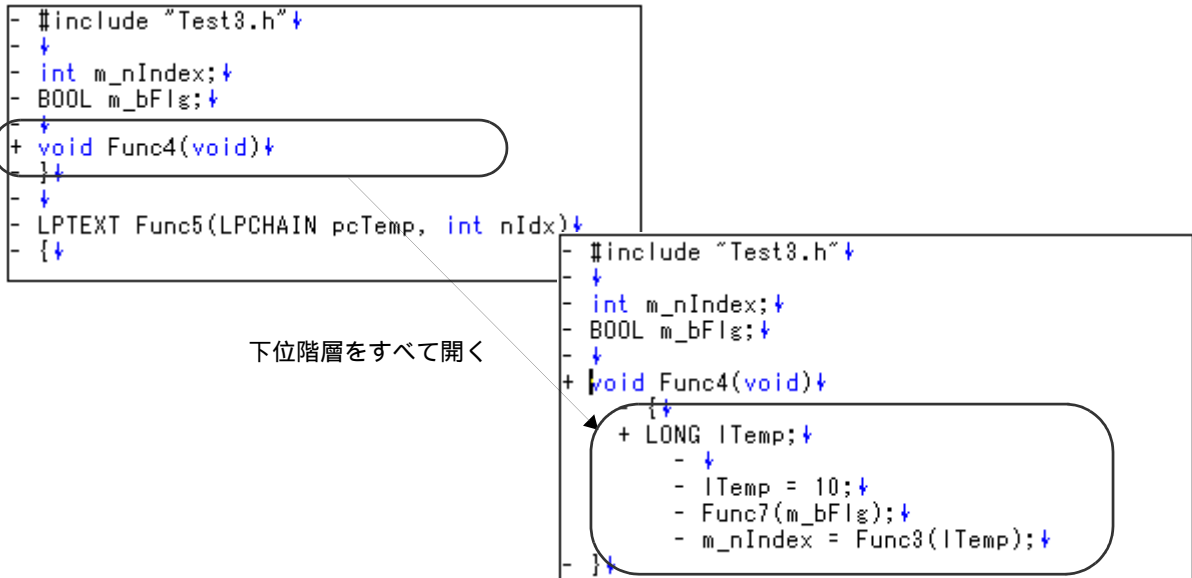 - #include "Test3.h"↓
- ↓
- int m_nIndex;↓
- BOOL m_bFlg;↓
- ↓
+ void Func4(void)↓
- }↓
- ↓
- LPTEXT Func5(LPCHAIN pcTemp, int nIdx)↓
- {↓
下位階層をすべて開く
- #include "Test3.h"↓
- ↓
- int m_nIndex;↓
- BOOL m_bFlg;↓
- ↓
+ void Func4(void)↓
- {↓
+ LONG lTemp;↓
- ↓
- lTemp = 10;↓
- Func7(m_bFlg);↓
- m_nIndex = Func3(lTemp);↓
- }↓